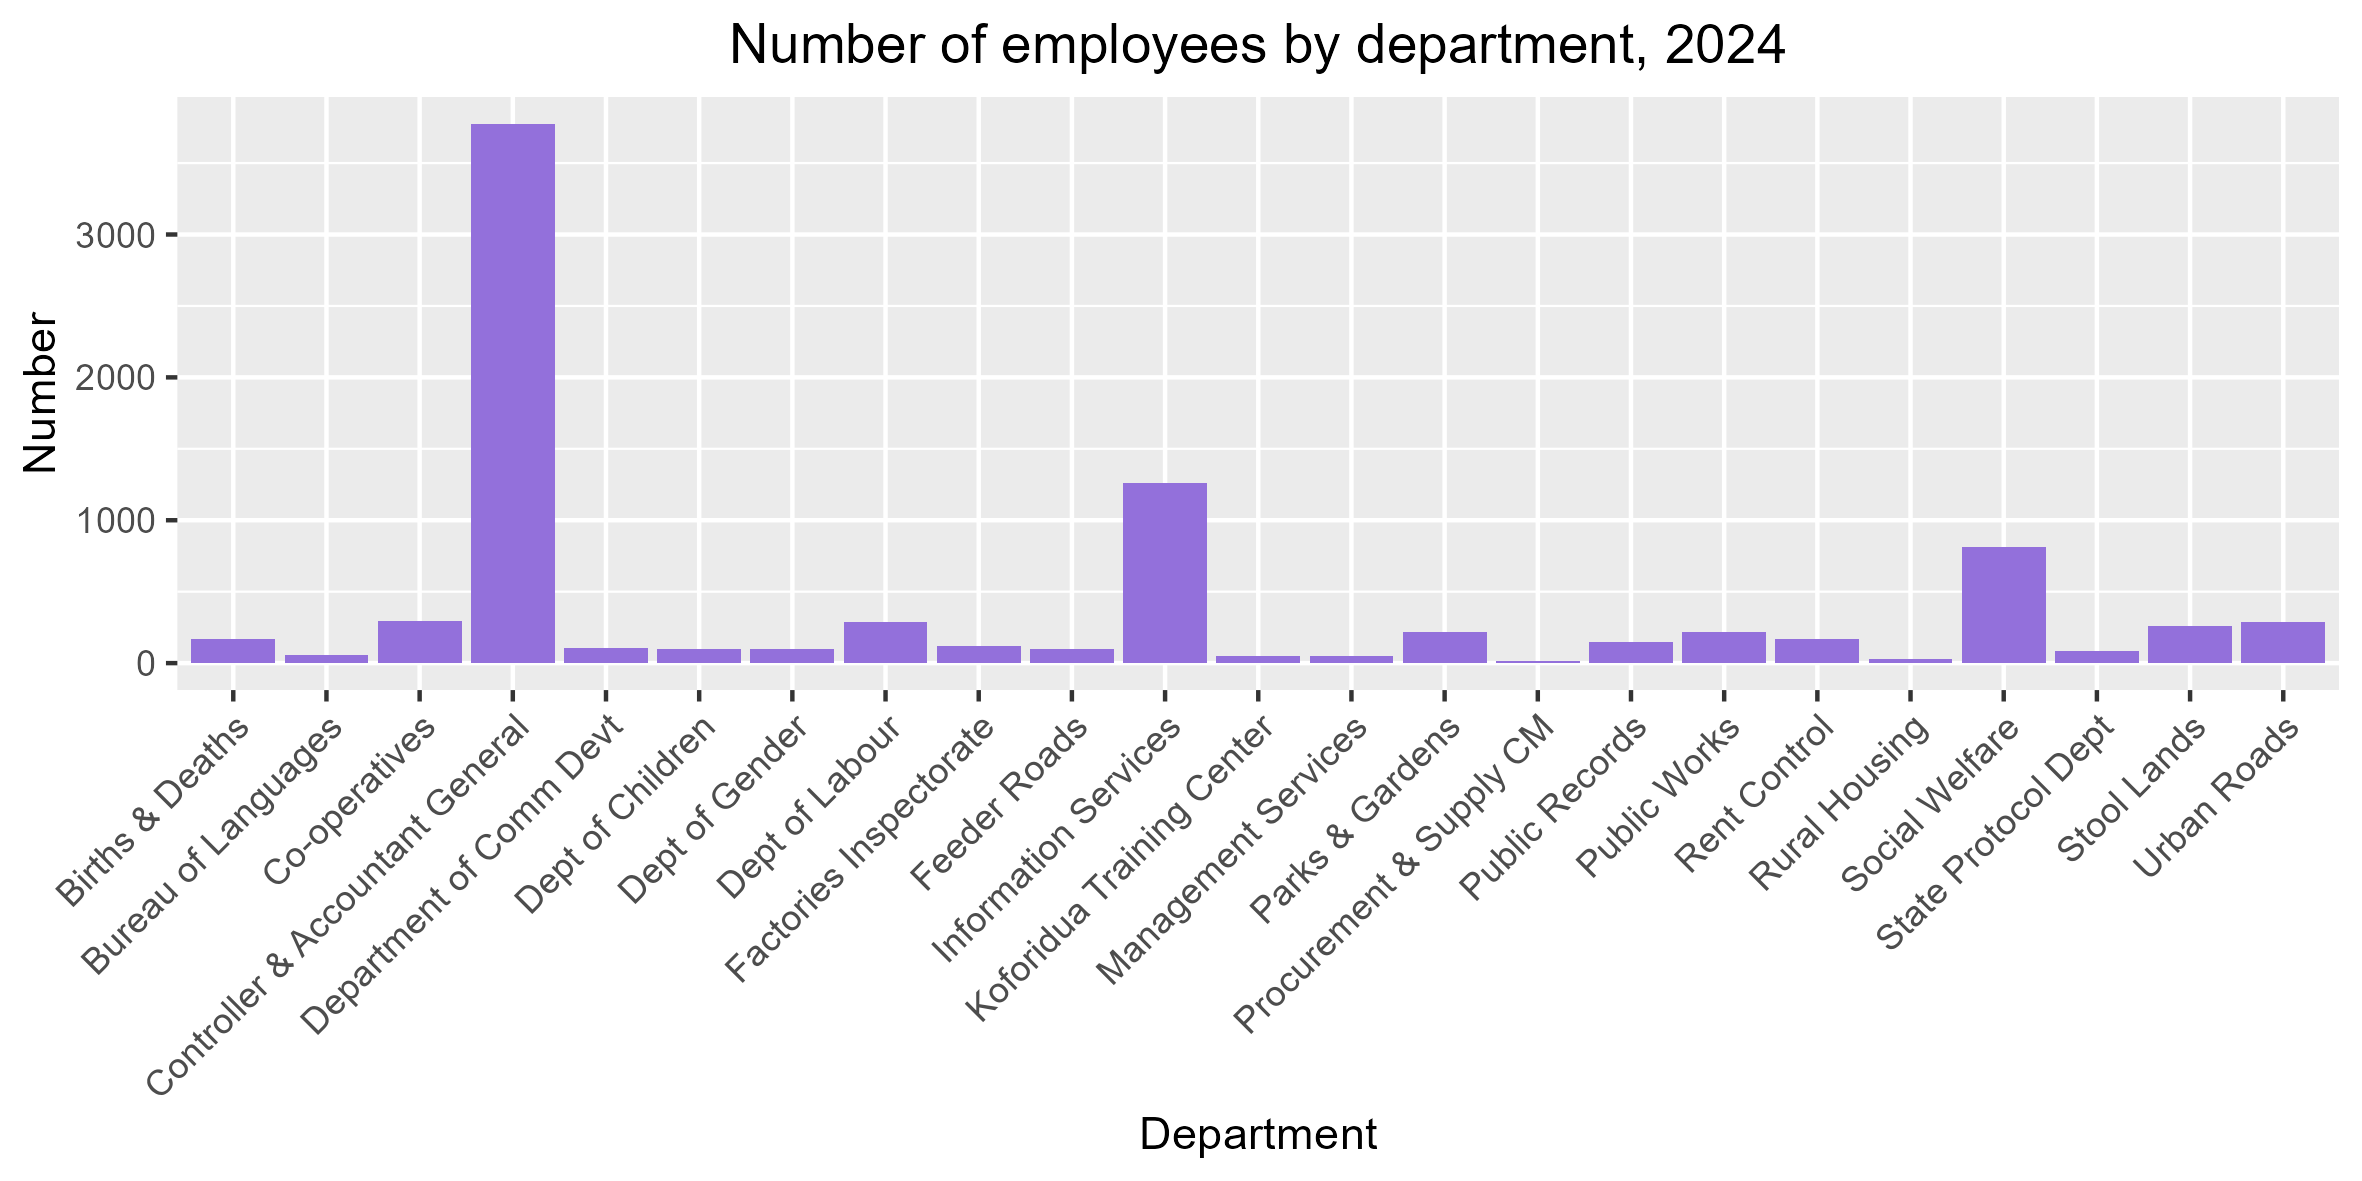 Number of employees by department, 2024
Number
3000
2000
1000
0
Births & Deaths
Bureau of Languages
Co-operatives
Controller & Accountant General
Department of Comm Devt
Dept of Children
Dept of Gender
Dept of Labour
Factories Inspectorate
Feeder Roads
Information Services
Koforidua Training Center
Management Services
Parks & Gardens
Procurement & Supply CM
Public Records
Public Works
Rent Control
Rural Housing
Social Welfare
State Protocol Dept
Stool Lands
Urban Roads
Department